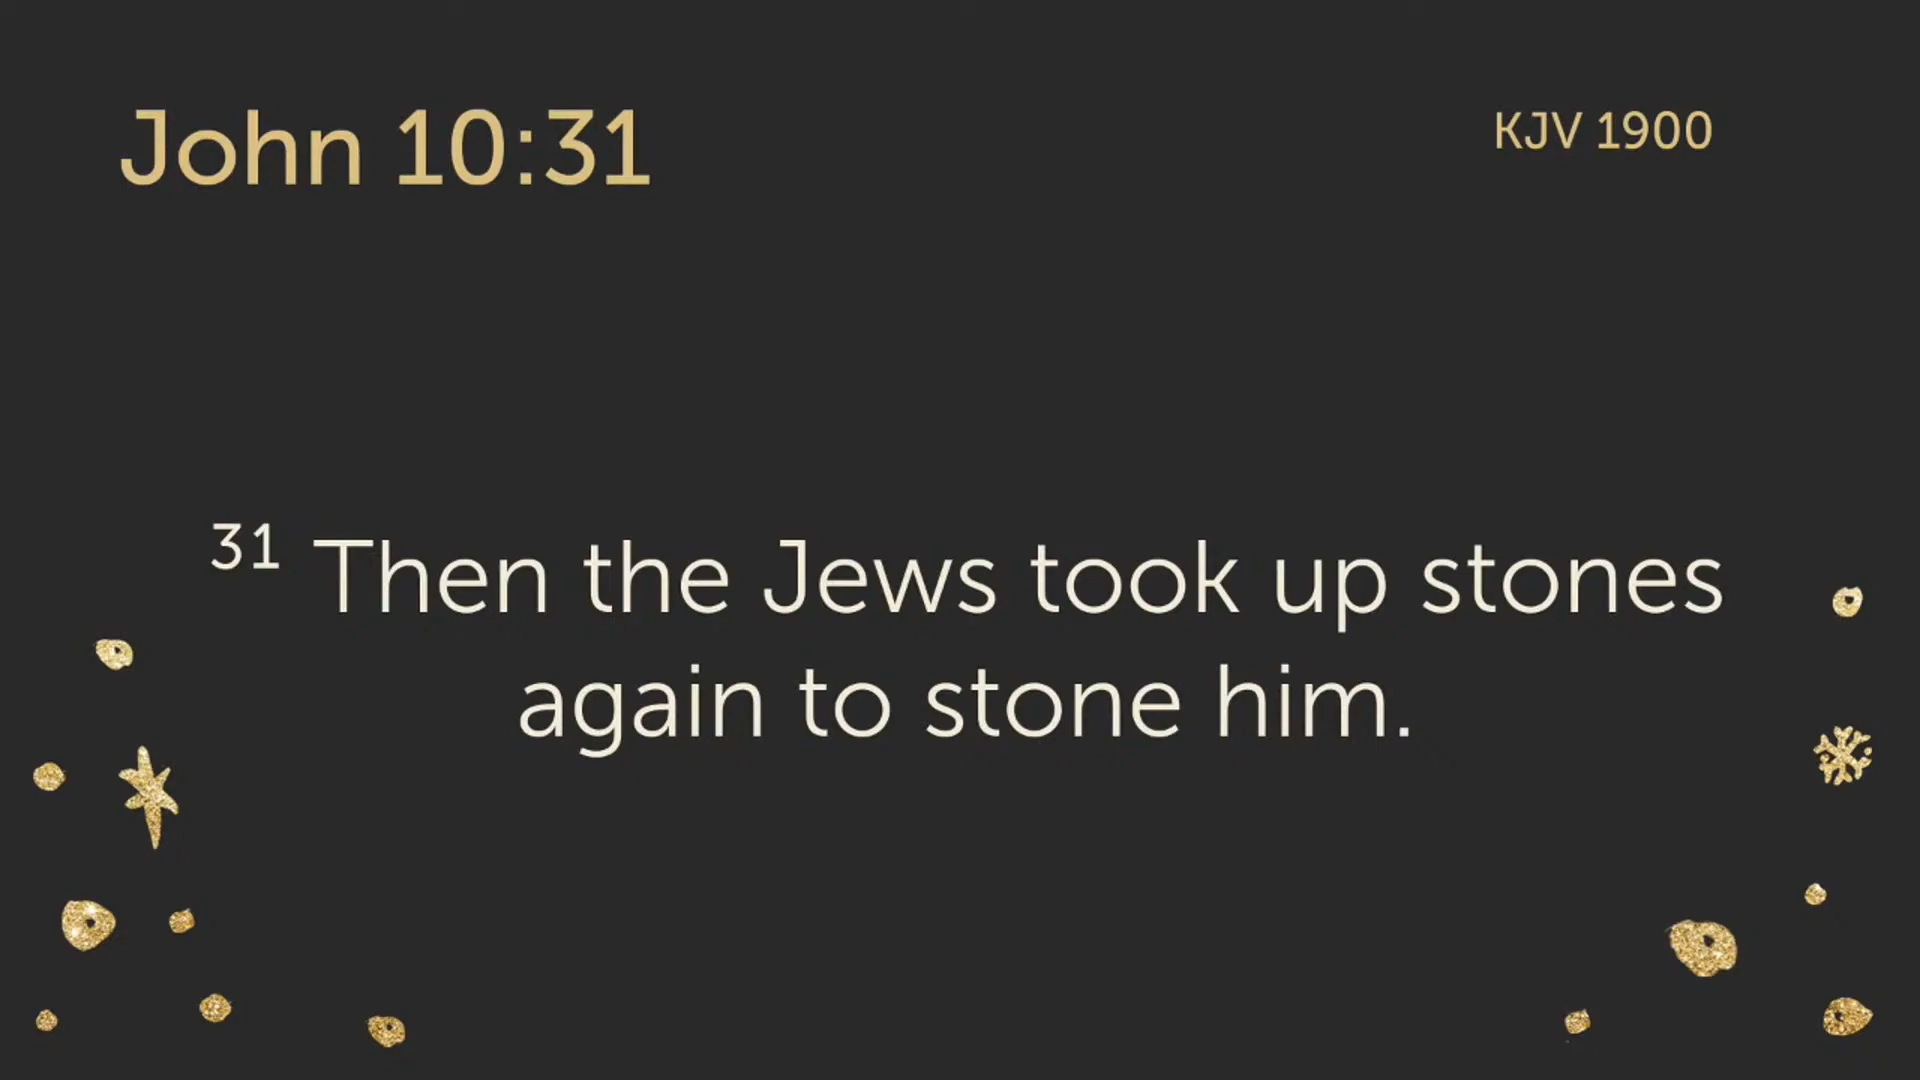 John 10:31
KJV 1900
31 Then the Jews took up stones
again to stone him.